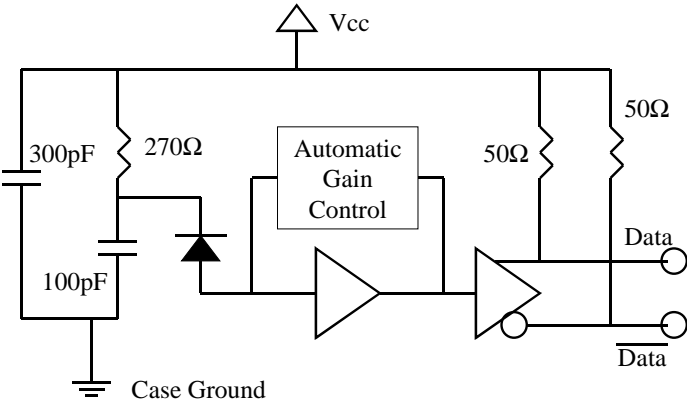 Vcc
50Ω
300pF
270Ω
Automatic
Gain
Control
50Ω
Data
100pF
Data
Case Ground